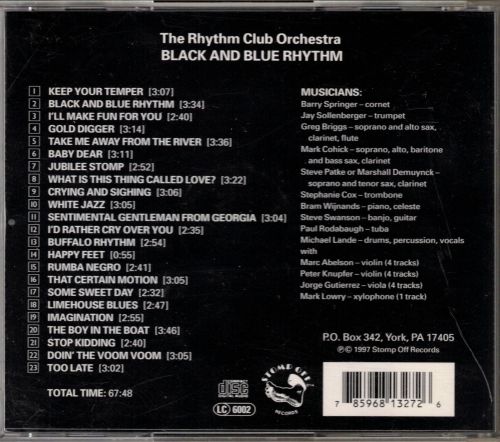 The Rhythm Club Orchestra
BLACK AND BLUE RHYTHM
1 KEEP YOUR TEMPER [3:07]
2 BLACK AND BLUE RHYTHM [3:34]
3 I'LL MAKE FUN FOR YOU [2:40]
4 GOLD DIGGER [3:14]
5 TAKE ME AWAY FROM THE RIVER [3:36]
6 BABY DEAR [3:11]
7 JUBILEE STOMP [2:52]
8 WHAT IS THIS THING CALLED LOVE? [3:22]
9 CRYING AND SIGHING [3:06]
10 WHITE JAZZ [3:05]
11 SENTIMENTAL GENTLEMAN FROM GEORGIA [3:04]
12 I'D RATHER CRY OVER YOU [2:35]
13 BUFFALO RHYTHM [2:54]
14 HAPPY FEET [0:55]
15 RUMBA NEGRO [2:41]
16 THAT CERTAIN MOTION [3:05]
17 SOME SWEET DAY [2:32]
18 LIMEHOUSE BLUES [2:47]
19 IMAGINATION [2:55]
20 THE BOY IN THE BOAT [3:46]
21 STOP KIDDING [2:40]
22 DOIN' THE VOOM VOOM [3:05]
23 TOO LATE [3:02]
TOTAL TIME: 67:48
MUSICIANS:
Barry Springer – cornet
Jay Sollenberger – trumpet
Greg Briggs – soprano and alto sax,
clarinet, flute
Mark Cohick – soprano, alto, baritone
and bass sax, clarinet
Steve Patke or Marshall Demuynck –
soprano and tenor sax, clarinet
Stephanie Cox – trombone
Bram Wijnands – piano, celeste
Steve Swanson – banjo, guitar
Paul Rodabaugh – tuba
Michael Lande – drums, percussion, vocals
with
Marc Abelson – violin (4 tracks)
Peter Knupfer – violin (4 tracks)
Jorge Gutierrez – viola (4 tracks)
Mark Lowry – xylophone (1 track)
P.O. Box 342, York, PA 17405
℗© 1997 Stomp Off Records
COMPACT
disc
DIGITAL AUDIO
LC 6002
STOMP OFF
RECORDS
7 85968 13272 6